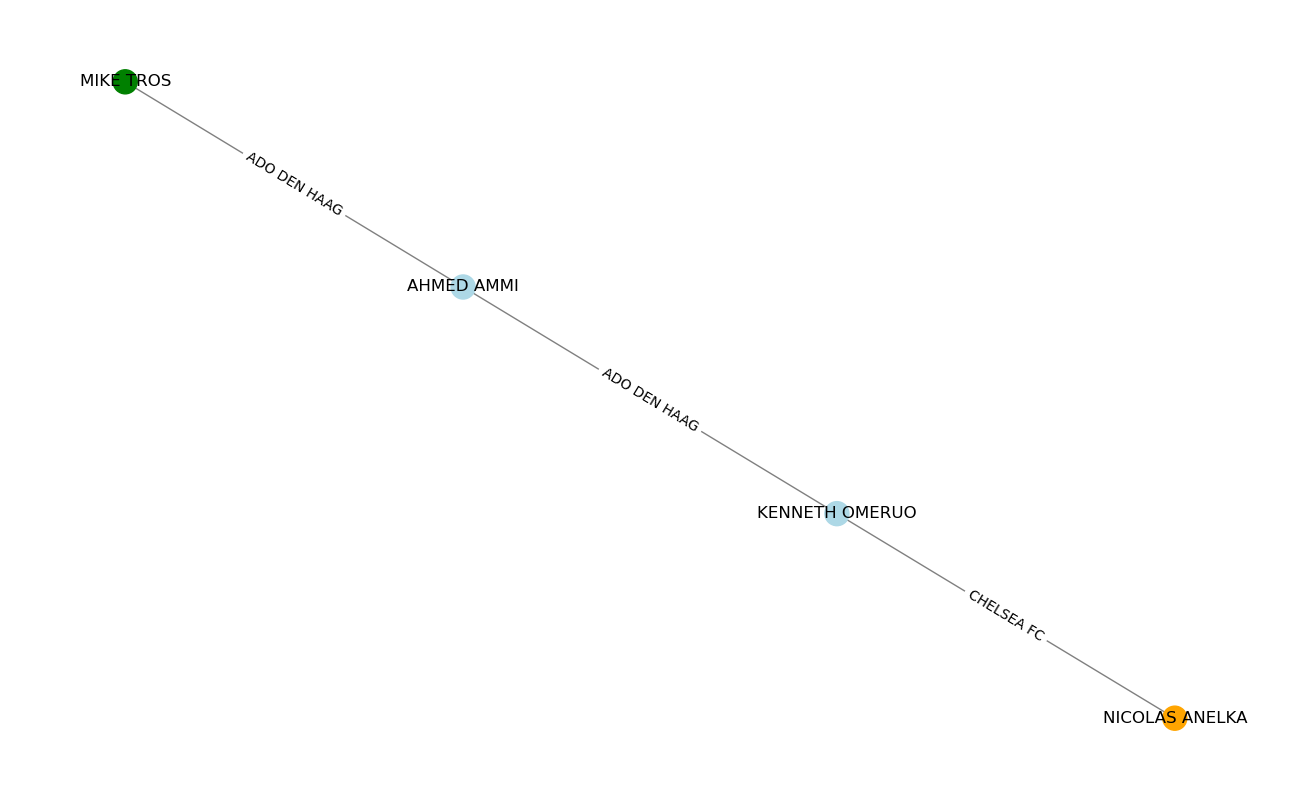 MIKE TROS
ADO DEN HAAG
AHMED AMMI
ADO DEN HAAG
KENNETH OMERUO
CHELSEA FC
NICOLAS ANELKA